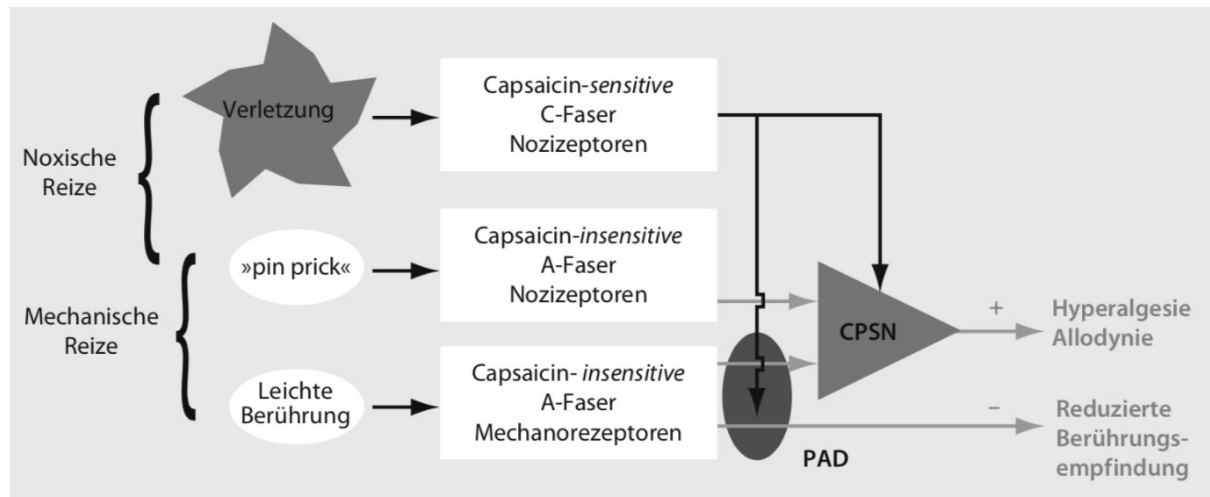 Noxische
Reize
Mechanische
Reize
Verletzung
»pin prick«
Leichte
Berührung
Capsaicin-sensitive
C-Faser
Nozizeptoren
Capsaicin-insensitive
A-Faser
Nozizeptoren
Capsaicin- insensitive
A-Faser
Mechanorezeptoren
CPSN
PAD
+
Hyperalgesie
Allodynie
–
Reduzierte
Berührungs-
empfindung